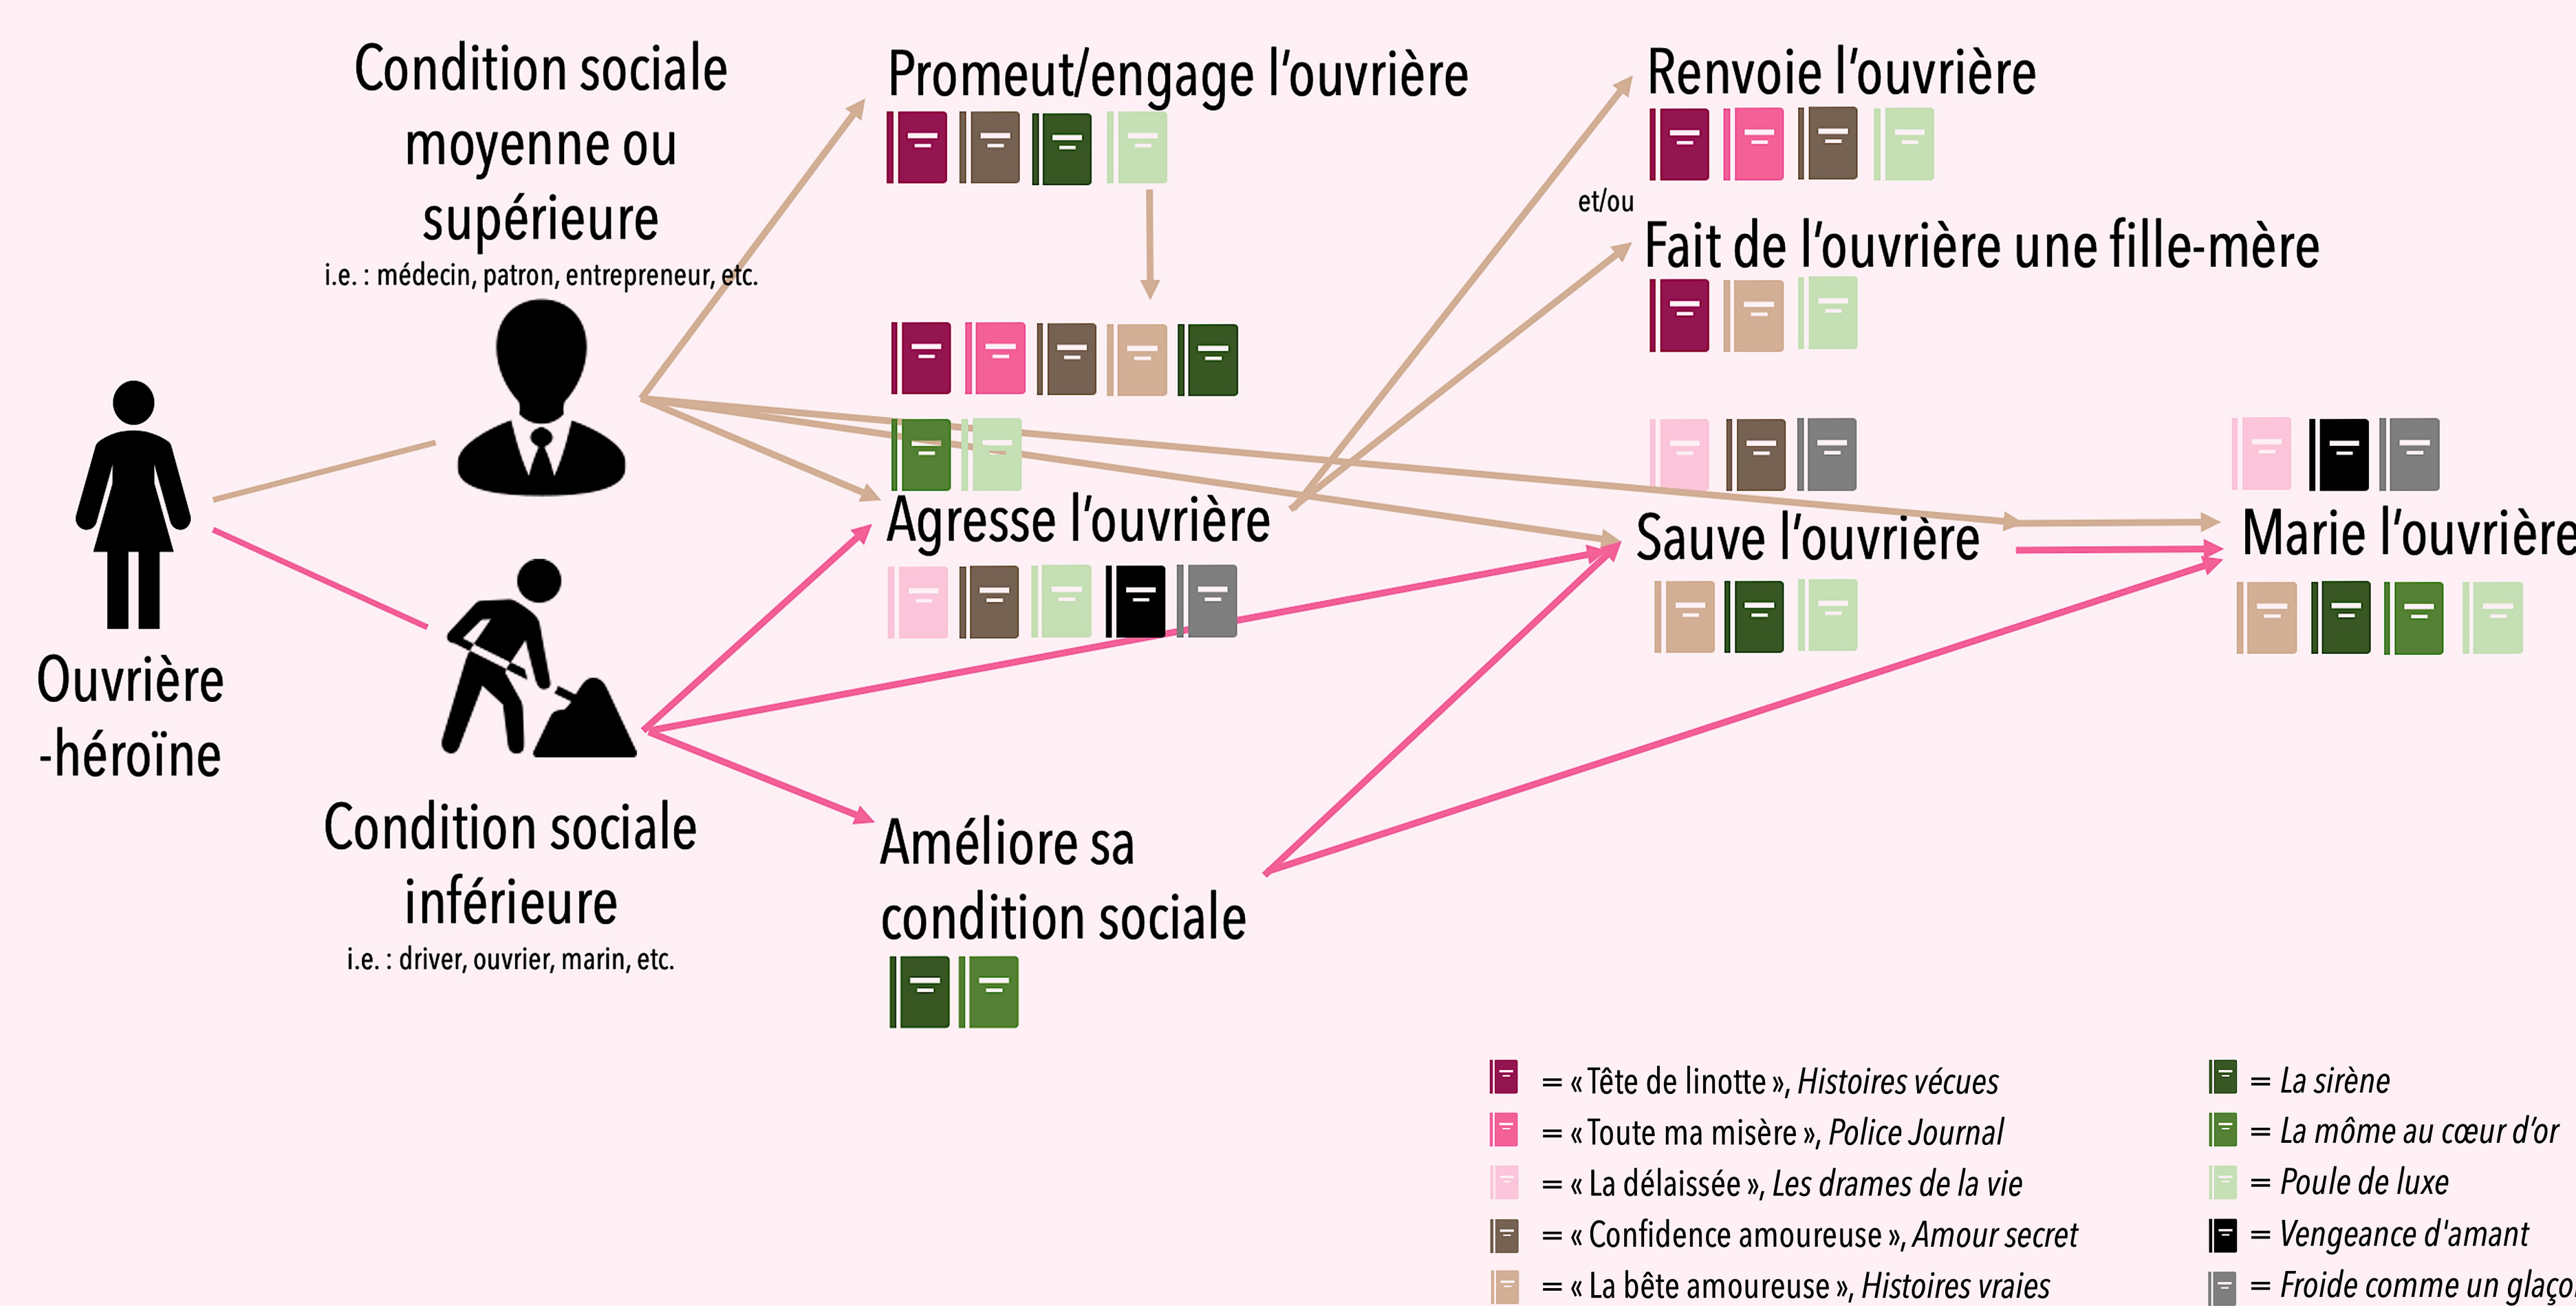 Condition sociale
moyenne ou
supérieure
i.e. : médecin, patron, entrepreneur, etc.
Ouvrière
-héroïne
Condition sociale
inférieure
i.e. : driver, ouvrier, marin, etc.
Promeut/engage l'ouvrière
Agresse l'ouvrière
Améliore sa
condition sociale
Renvoie l'ouvrière
et/ou
Fait de l'ouvrière une fille-mère
Sauve l'ouvrière
Marie l'ouvrière
= « Tête de linotte », Histoires vécues
= « Toute ma misère », Police Journal
= « La délaissée », Les drames de la vie
= « Confidence amoureuse », Amour secret
= « La bête amoureuse », Histoires vraies
= La sirène
= La môme au cœur d'or
= Poule de luxe
= Vengeance d'amant
= Froide comme un glaço